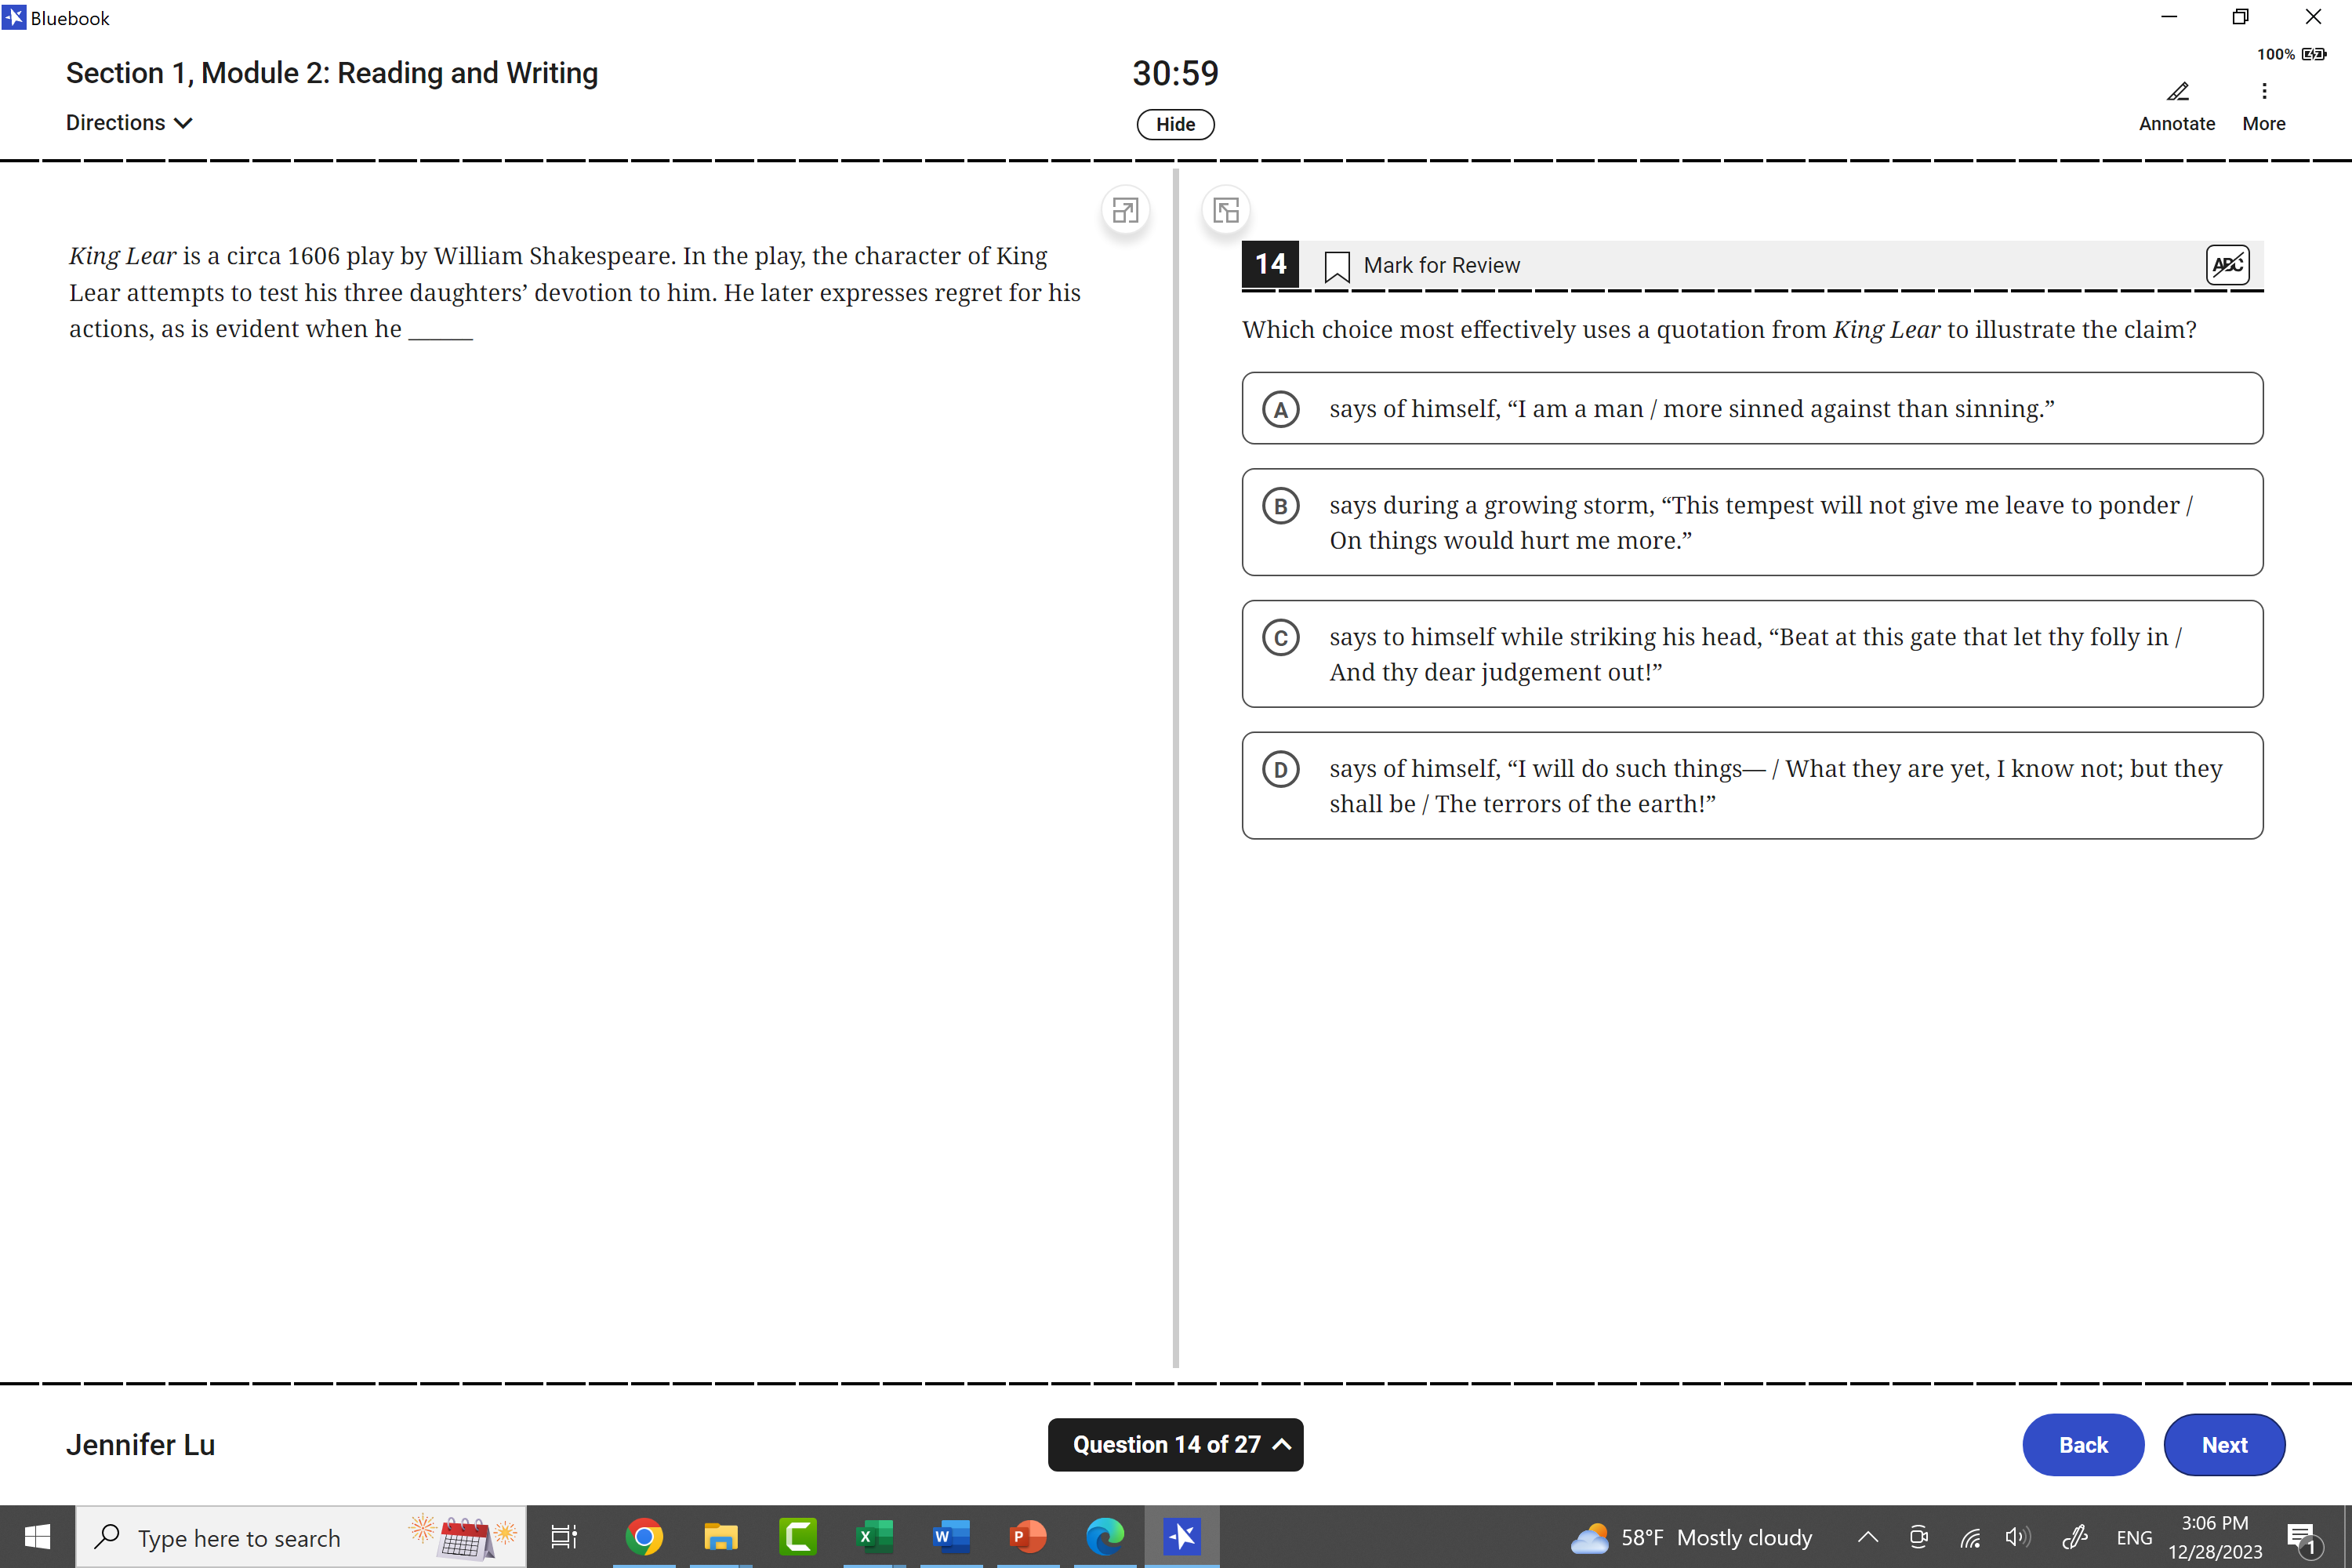 Bluebook
100%
Section 1, Module 2: Reading and Writing
30:59
Directions
Hide
Annotate
More
King Lear is a circa 1606 play by William Shakespeare. In the play, the character of King
Lear attempts to test his three daughters’ devotion to him. He later expresses regret for his
actions, as is evident when he ______
14
Mark for Review
ABC
Which choice most effectively uses a quotation from King Lear to illustrate the claim?
A
says of himself, “I am a man / more sinned against than sinning.”
B
says during a growing storm, “This tempest will not give me leave to ponder /
On things would hurt me more.”
C
says to himself while striking his head, “Beat at this gate that let thy folly in /
And thy dear judgement out!”
D
says of himself, “I will do such things— / What they are yet, I know not; but they
shall be / The terrors of the earth!”
Jennifer Lu
Question 14 of 27
Back
Next
Type here to search
X
W
P
58°F Mostly cloudy
ENG
3:06 PM
12/28/2023
1